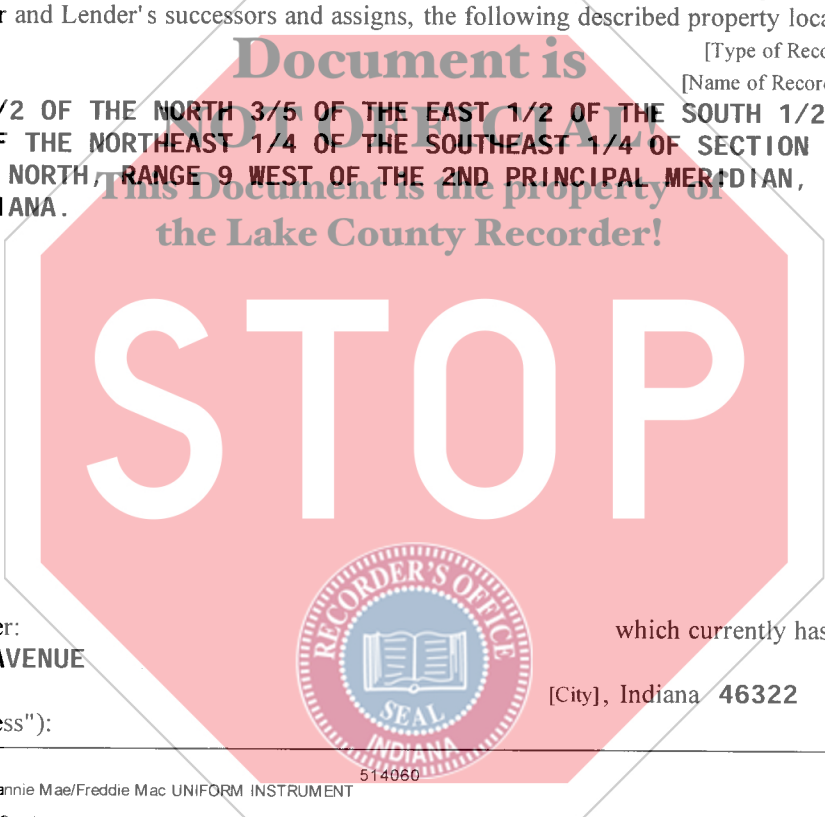 r and Lender's successors and assigns, the following described property loca
Document is
[Type of Reco
[Name of Recor
/2 OF THE NORTH 3/5 OF THE EAST 1/2 OF THE SOUTH 1/2
NOT OFFICIAL!
F THE NORTHEAST 1/4 OF THE SOUTHEAST 1/4 OF SECTION
NORTH, RANGE 9 WEST OF THE 2ND PRINCIPAL MERIDIAN,
This Document is the property of
IANA.
the Lake County Recorder!
STOP
RECORDER'S OFFICE
SEAL
INDIANA
er:
which currently has
AVENUE
[City], Indiana 46322
ess"):
514060
annie Mae/Freddie Mac UNIFORM INSTRUMENT